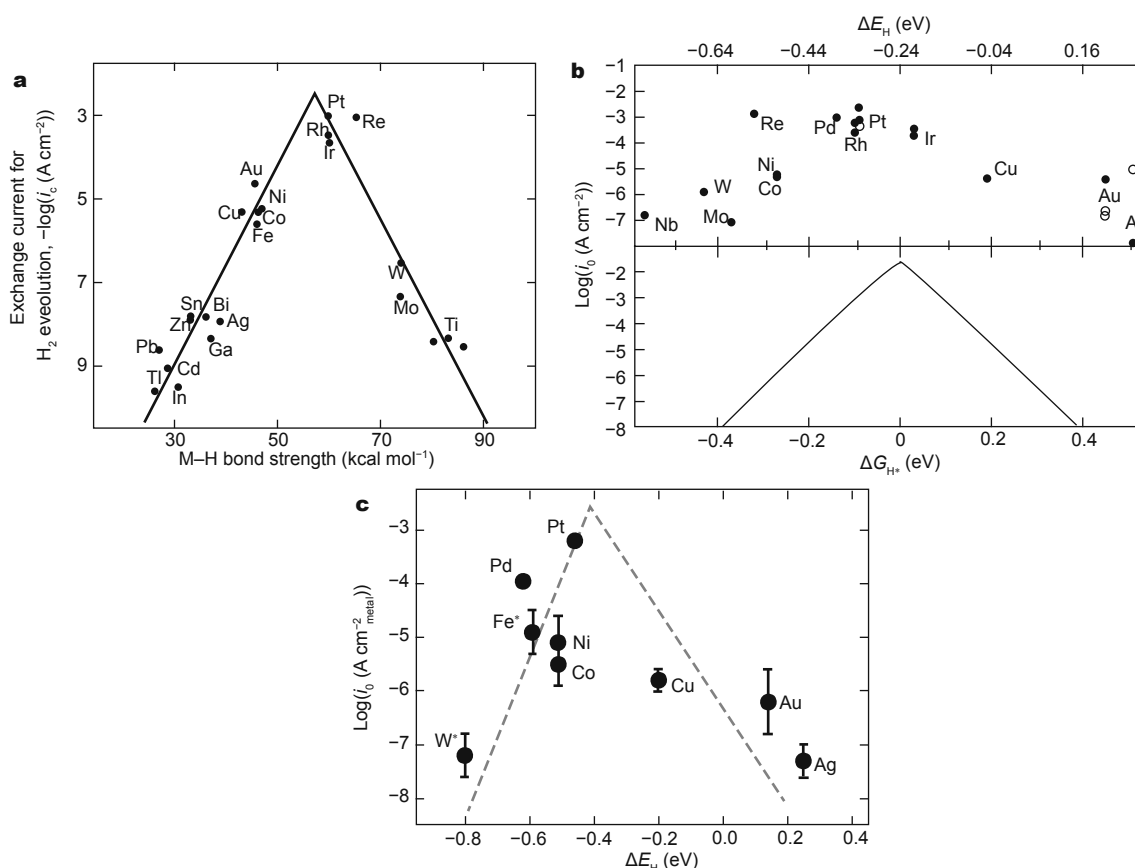 a
Exchange current for
H₂ eveolution, −log(i_c (A cm⁻²))
3
5
7
9
Pt
Re
Rh
Ir
Au
Ni
Cu
Co
Fe
W
Mo
Sn
Bi
Zn
Ag
Ti
Pb
Ga
Cd
Tl
In
30
50
70
90
M–H bond strength (kcal mol⁻¹)
b
ΔE_H (eV)
−0.64
−0.44
−0.24
−0.04
0.16
Log(i₀ (A cm⁻²))
−1
−2
−3
−4
−5
−6
−7
Re
Pd
Pt
Rh
Ir
Ni
Co
Cu
W
Au
Nb
Mo
A
−2
−3
−4
−5
−6
−7
−8
−0.4
−0.2
0
0.2
0.4
ΔG_H* (eV)
c
Log(i₀ (A cm⁻²_metal))
−3
−4
−5
−6
−7
−8
Pt
Pd
Fe*
Ni
Co
Cu
Au
W*
Ag
−0.8
−0.6
−0.4
−0.2
0.0
0.2
0.4
ΔE_H (eV)